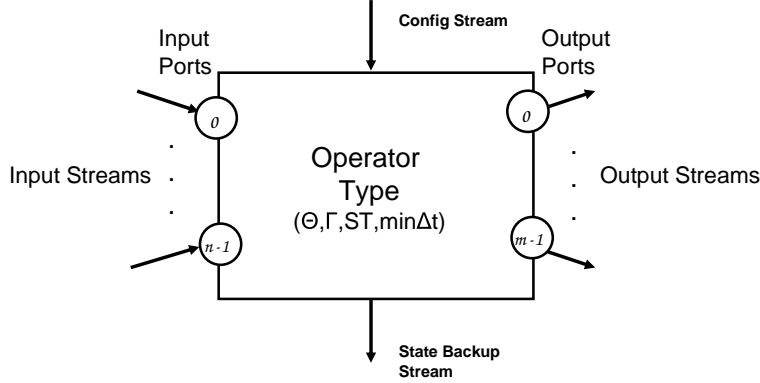 Config Stream
Input
Ports
Output
Ports
0
0
Operator
Type
(Θ,Γ,ST,minΔt)
Input Streams
Output Streams
n-1
m-1
State Backup
Stream